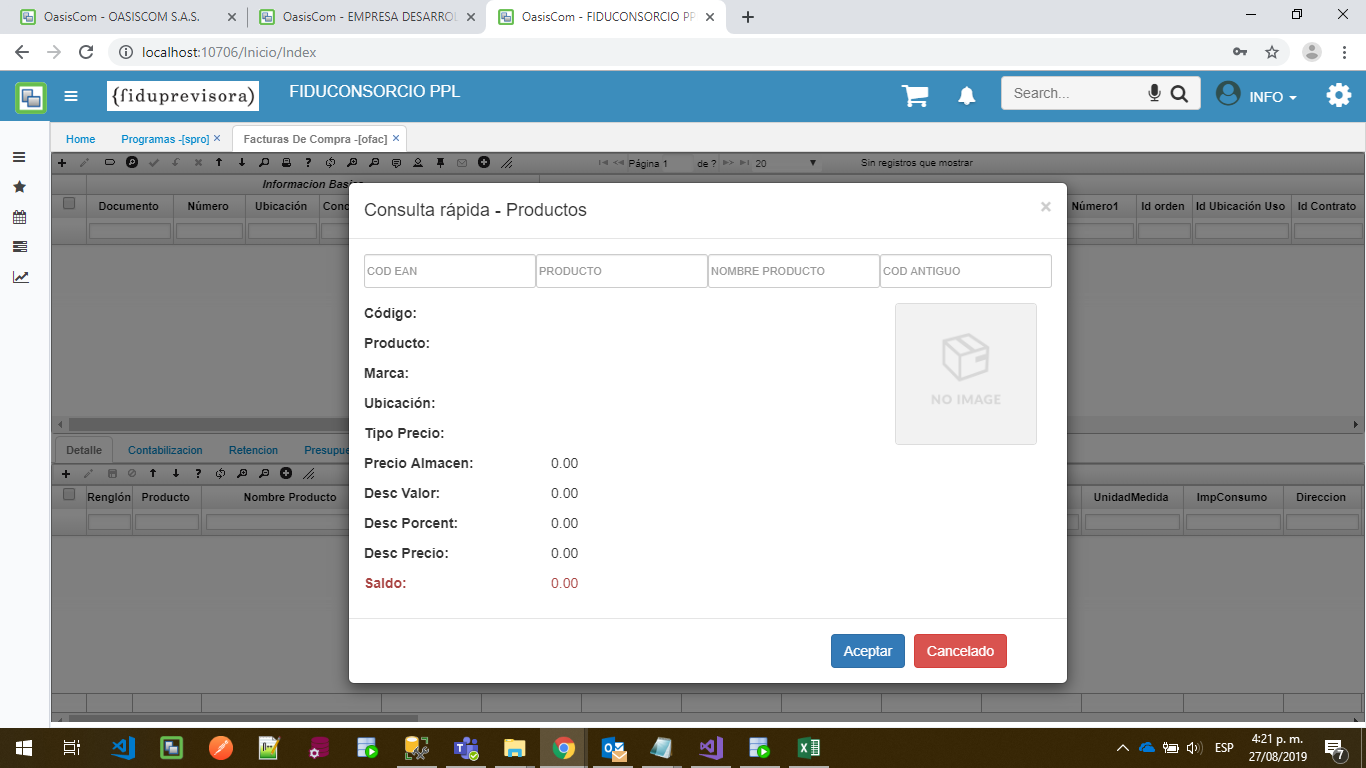 OasisCom - OASISCOM S.A.S.
OasisCom - EMPRESA DESARROL
OasisCom - FIDUCONSORCIO PP
localhost:10706/Inicio/Index
{fiduprevisora}
FIDUCONSORCIO PPL
Search...
INFO
Home
Programas -[spro]
Facturas De Compra -[ofac]
Página 1 de ? 20
Sin registros que mostrar
Informacion Basica
Documento Número Ubicación Conc
Número1 Id orden Id Ubicación Uso Id Contrato
Consulta rápida - Productos
COD EAN PRODUCTO NOMBRE PRODUCTO COD ANTIGUO
Código:
Producto:
Marca:
Ubicación:
Tipo Precio:
NO IMAGE
Precio Almacen: 0.00
Desc Valor: 0.00
Desc Porcent: 0.00
Desc Precio: 0.00
Saldo: 0.00
Aceptar Cancelado
Detalle Contabilizacion Retencion Presupue
Renglón Producto Nombre Producto
UnidadMedida ImpConsumo Direccion
ESP
4:21 p. m.
27/08/2019
7